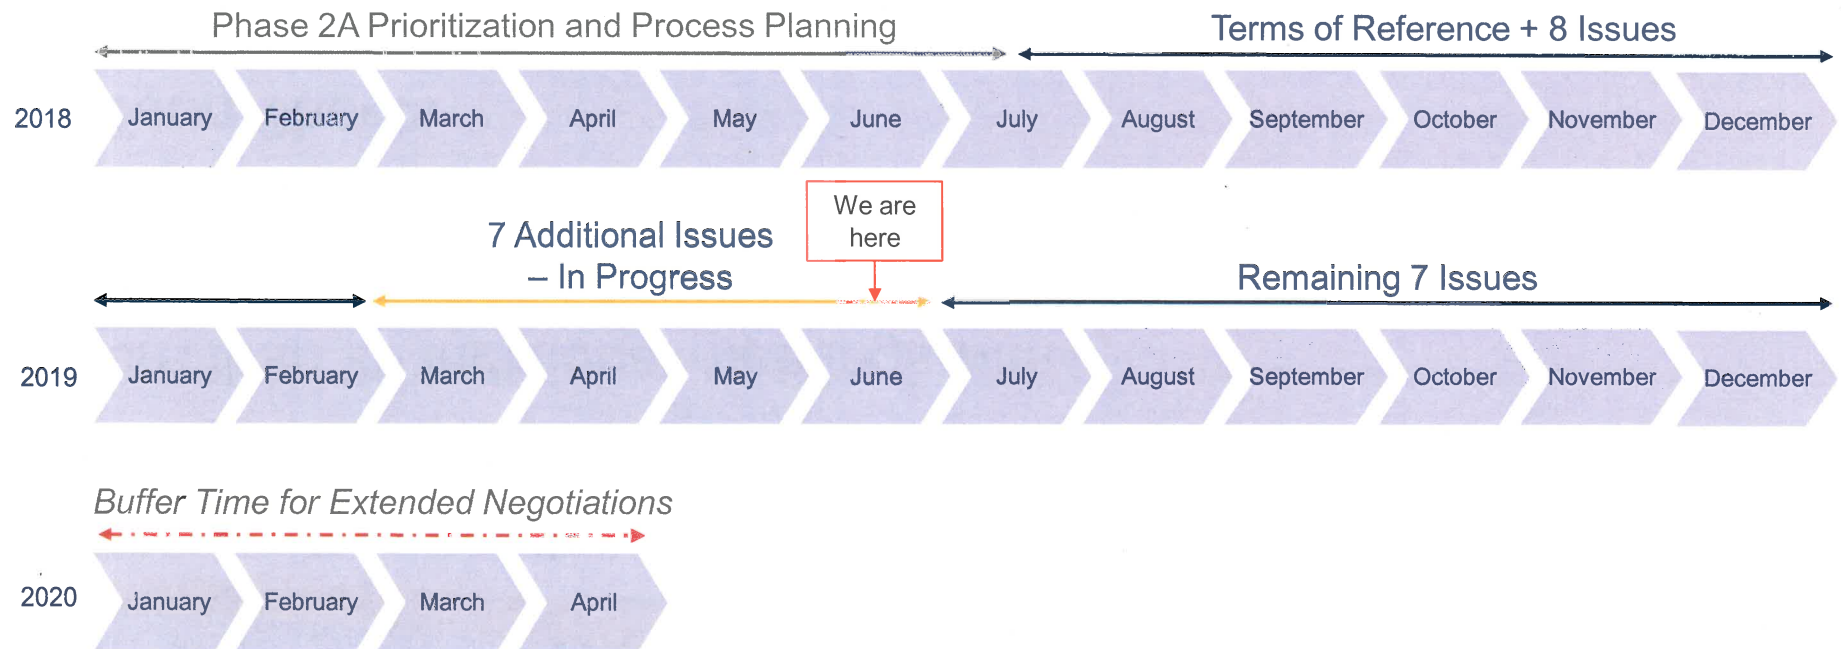 Phase 2A Prioritization and Process Planning
Terms of Reference + 8 Issues
2018
January
February
March
April
May
June
July
August
September
October
November
December
We are
here
7 Additional Issues
– In Progress
Remaining 7 Issues
2019
January
February
March
April
May
June
July
August
September
October
November
December
Buffer Time for Extended Negotiations
2020
January
February
March
April